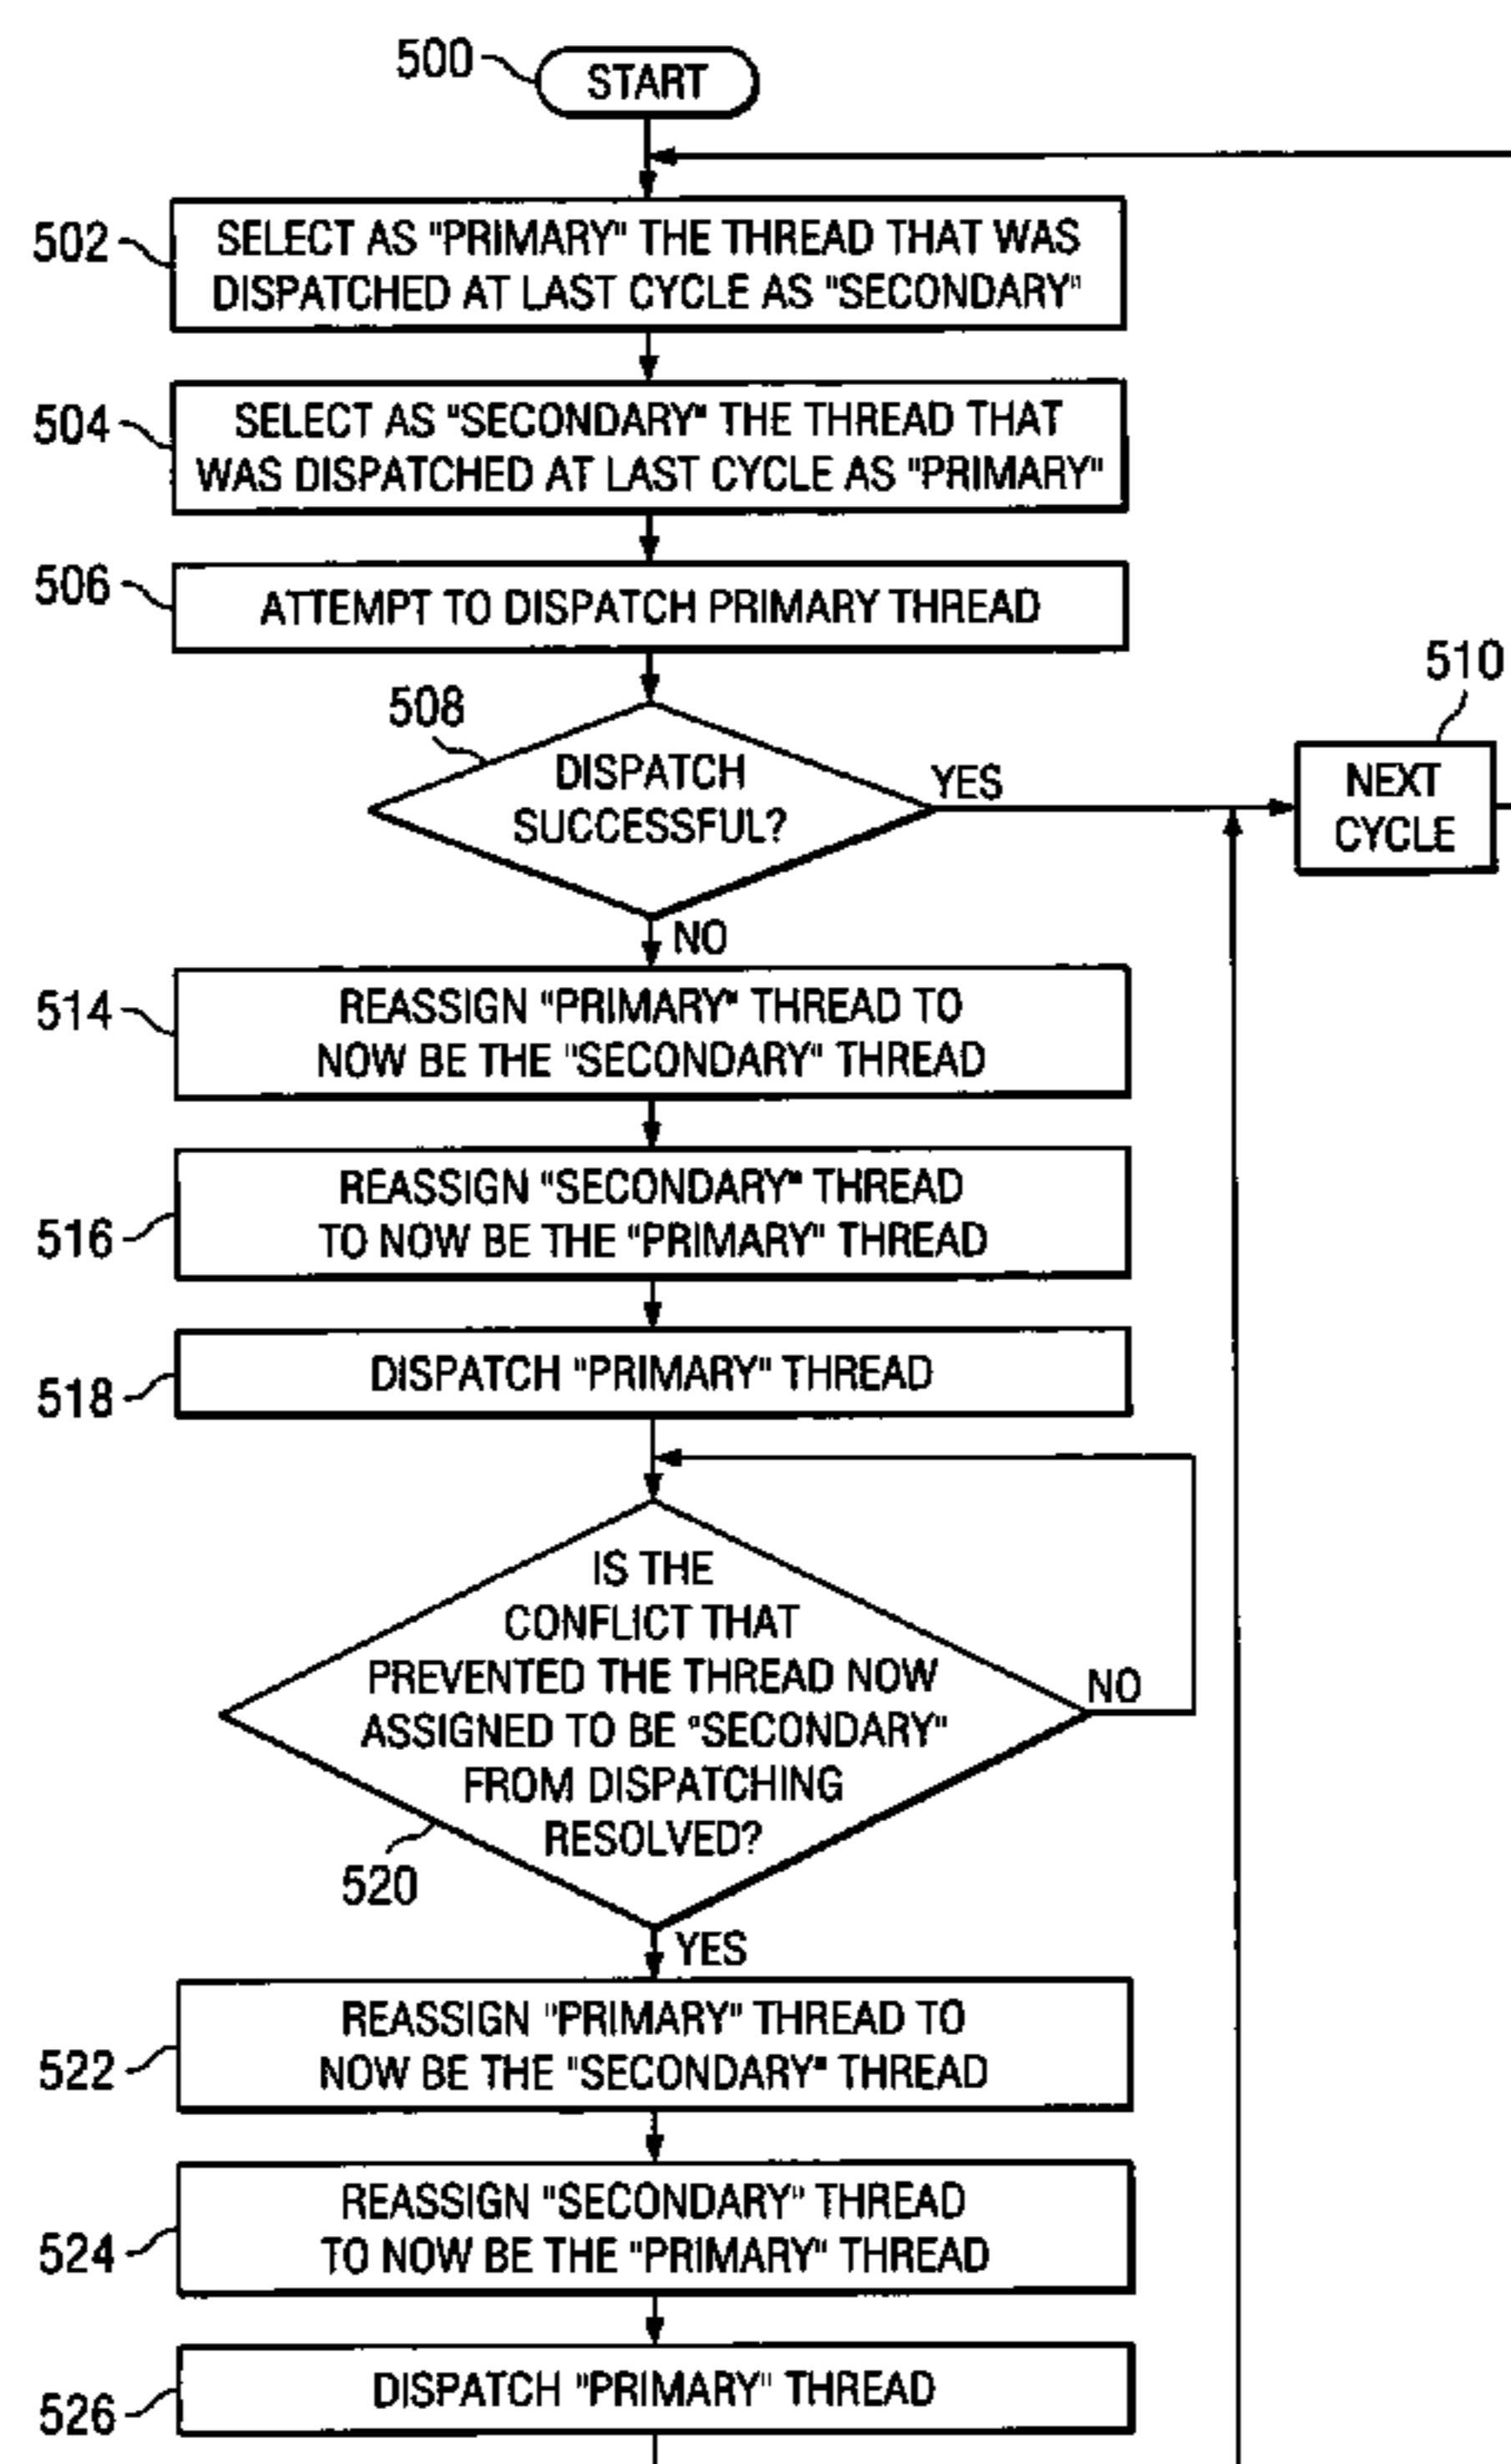 500
START
502
SELECT AS "PRIMARY" THE THREAD THAT WAS
DISPATCHED AT LAST CYCLE AS "SECONDARY"
504
SELECT AS "SECONDARY" THE THREAD THAT
WAS DISPATCHED AT LAST CYCLE AS "PRIMARY"
506
ATTEMPT TO DISPATCH PRIMARY THREAD
508
DISPATCH
SUCCESSFUL?
YES
510
NEXT
CYCLE
NO
514
REASSIGN "PRIMARY" THREAD TO
NOW BE THE "SECONDARY" THREAD
516
REASSIGN "SECONDARY" THREAD
TO NOW BE THE "PRIMARY" THREAD
518
DISPATCH "PRIMARY" THREAD
IS THE
CONFLICT THAT
PREVENTED THE THREAD NOW
ASSIGNED TO BE "SECONDARY"
FROM DISPATCHING
RESOLVED?
NO
520
YES
522
REASSIGN "PRIMARY" THREAD TO
NOW BE THE "SECONDARY" THREAD
524
REASSIGN "SECONDARY" THREAD
TO NOW BE THE "PRIMARY" THREAD
526
DISPATCH "PRIMARY" THREAD